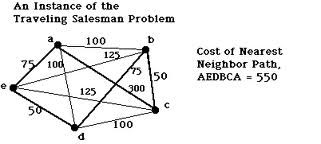 An Instance of the
Traveling Salesman Problem
a
100
b
75
100
125
75
50
Cost of Nearest
Neighbor Path,
AEDBCA = 550
e
125
300
50
c
100
d